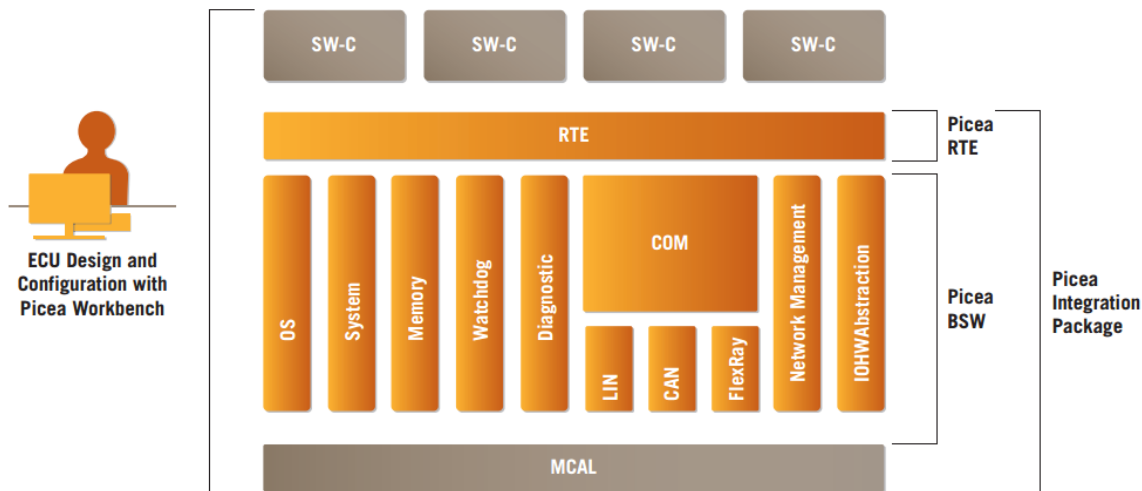 SW-C
SW-C
SW-C
SW-C
RTE
Picea
RTE
ECU Design and
Configuration with
Picea Workbench
OS
System
Memory
Watchdog
Diagnostic
COM
LIN
CAN
FlexRay
Network Management
IOHWAbstraction
Picea
BSW
Picea
Integration
Package
MCAL